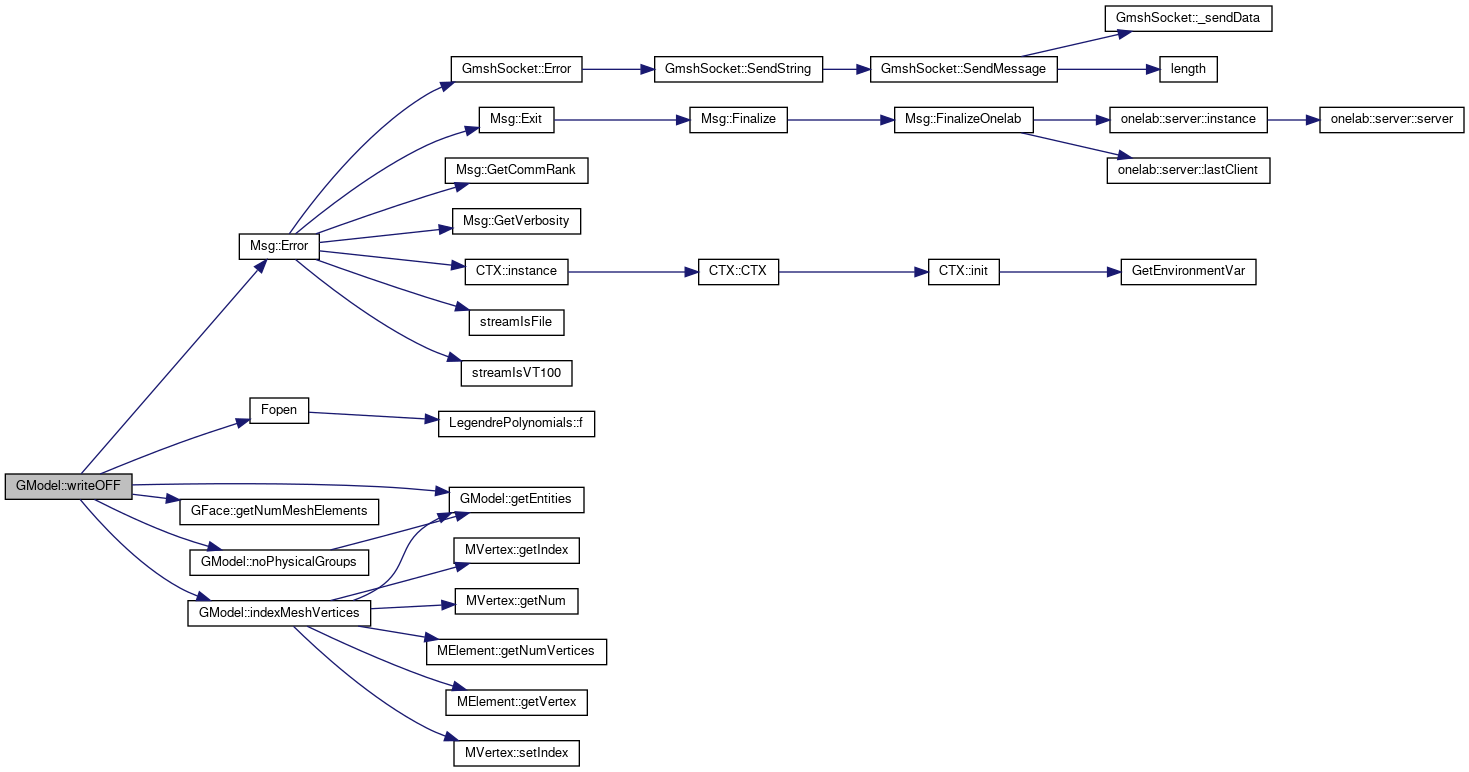 GmshSocket::_sendData
GmshSocket::Error
GmshSocket::SendString
GmshSocket::SendMessage
length
Msg::Exit
Msg::Finalize
Msg::FinalizeOnelab
onelab::server::instance
onelab::server::server
Msg::GetCommRank
onelab::server::lastClient
Msg::GetVerbosity
Msg::Error
CTX::instance
CTX::CTX
CTX::init
GetEnvironmentVar
streamIsFile
streamIsVT100
Fopen
LegendrePolynomials::f
GModel::writeOFF
GModel::getEntities
GFace::getNumMeshElements
MVertex::getIndex
GModel::noPhysicalGroups
MVertex::getNum
GModel::indexMeshVertices
MElement::getNumVertices
MElement::getVertex
MVertex::setIndex